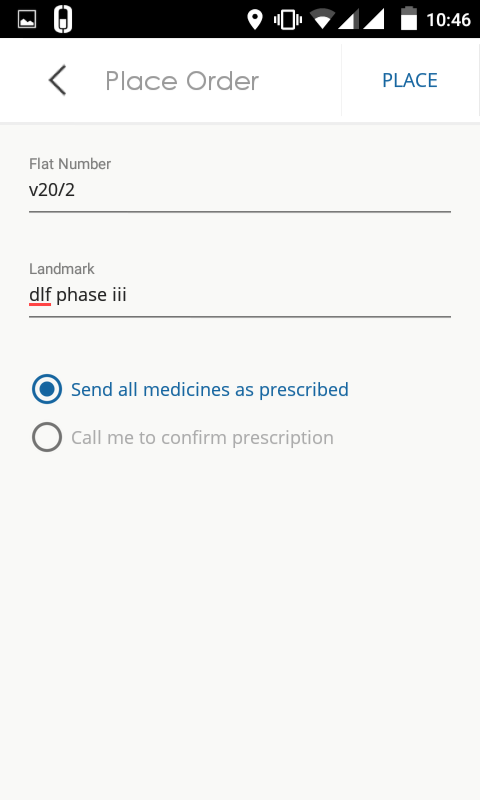 10:46
Place Order
PLACE
Flat Number
v20/2
Landmark
dlf phase iii
Send all medicines as prescribed
Call me to confirm prescription